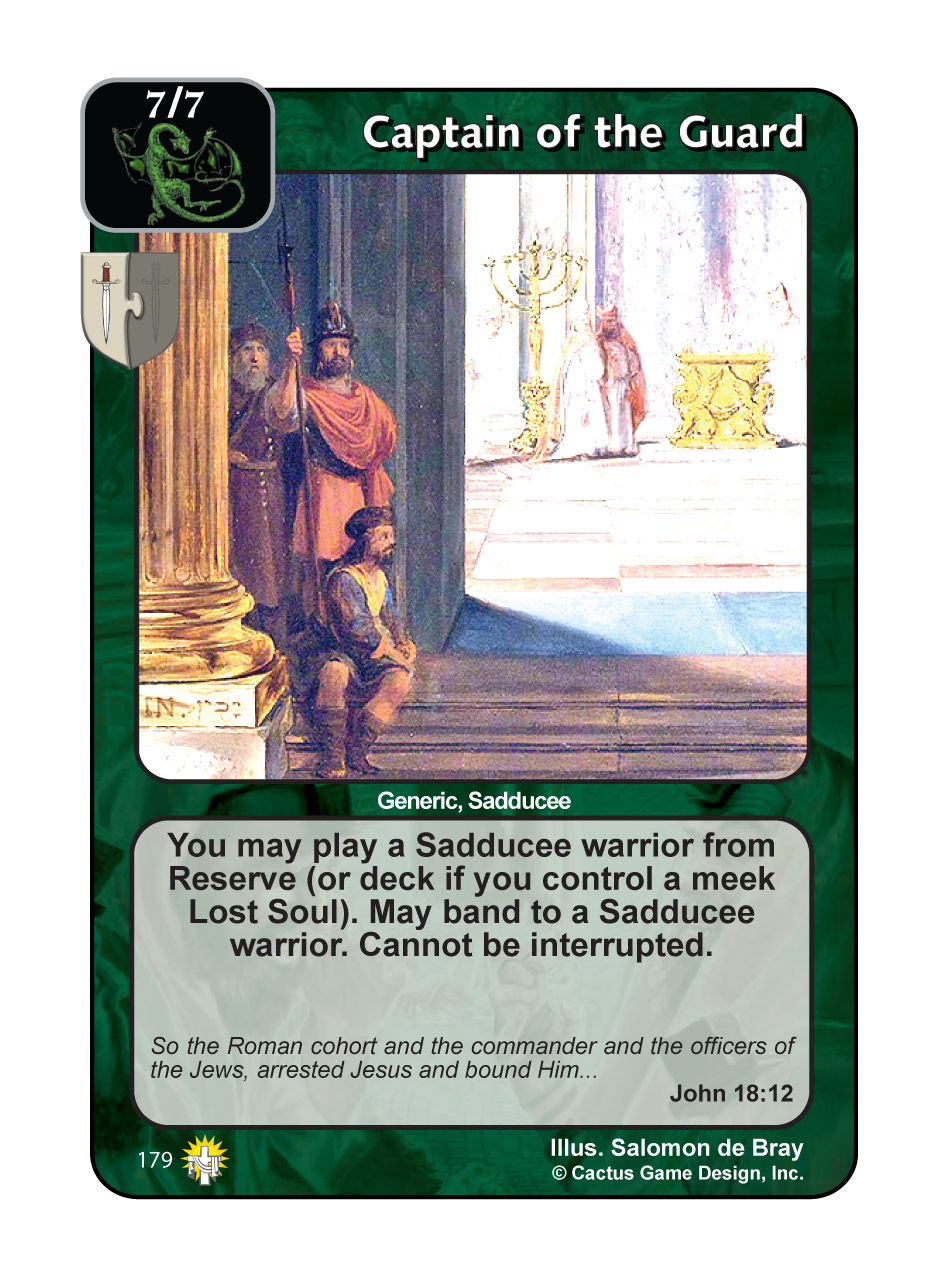 7/7
Captain of the Guard
Generic, Sadducee
You may play a Sadducee warrior from
Reserve (or deck if you control a meek
Lost Soul). May band to a Sadducee
warrior. Cannot be interrupted.
So the Roman cohort and the commander and the officers of
the Jews, arrested Jesus and bound Him...
John 18:12
179
Illus. Salomon de Bray
© Cactus Game Design, Inc.